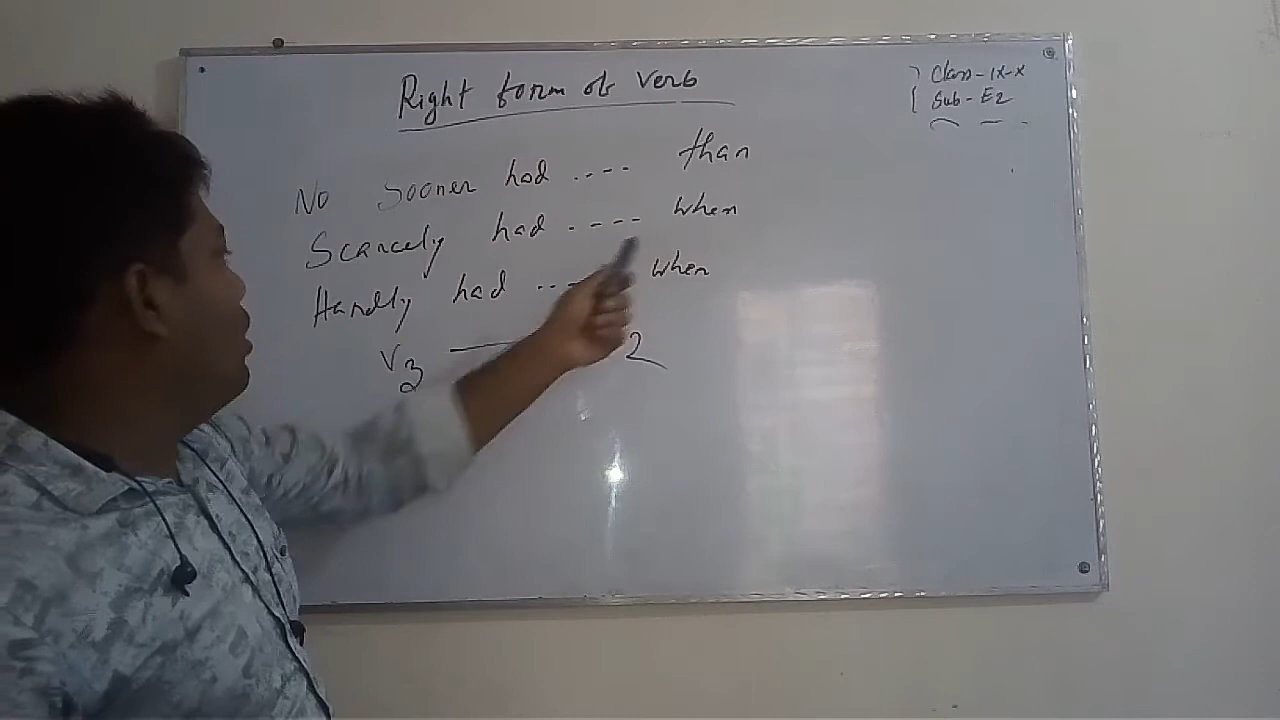 Right form of Verb
Class-IX-X
Sub-E2
No Sooner had .... than
Scarcely had ..... when
Hardly had ... when
V3 2